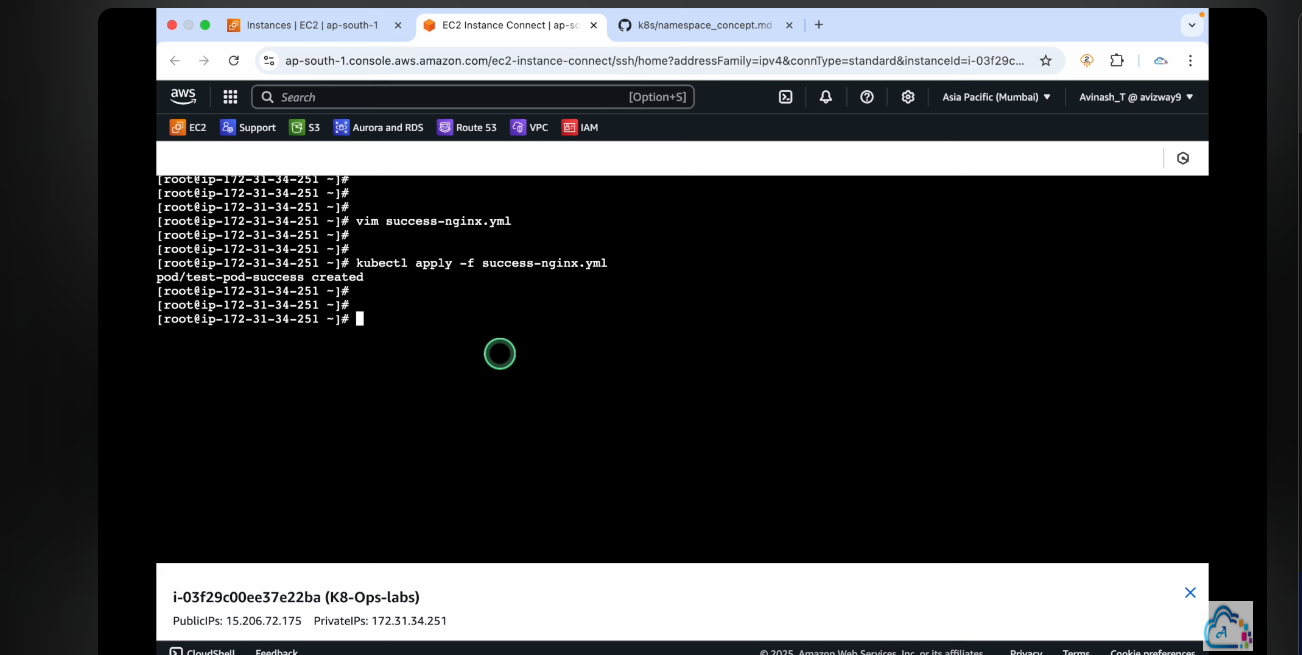 Instances | EC2 | ap-south-1
EC2 Instance Connect | ap-sc
k8s/namespace_concept.md
ap-south-1.console.aws.amazon.com/ec2-instance-connect/ssh/home?addressFamily=ipv4&connType=standard&instanceId=i-03f29c...
aws
Search
[Option+S]
Asia Pacific (Mumbai)
Avinash_T @ avizway9
EC2
Support
S3
Aurora and RDS
Route 53
VPC
IAM
[root@ip-172-31-34-251 ~]#
[root@ip-172-31-34-251 ~]#
[root@ip-172-31-34-251 ~]#
[root@ip-172-31-34-251 ~]# vim success-nginx.yml
[root@ip-172-31-34-251 ~]#
[root@ip-172-31-34-251 ~]#
[root@ip-172-31-34-251 ~]# kubectl apply -f success-nginx.yml
pod/test-pod-success created
[root@ip-172-31-34-251 ~]#
[root@ip-172-31-34-251 ~]#
[root@ip-172-31-34-251 ~]#
i-03f29c00ee37e22ba (K8-Ops-labs)
PublicIPs: 15.206.72.175 PrivateIPs: 172.31.34.251
CloudShell
Feedback
© 2025, Amazon Web Services, Inc. or its affiliates.
Privacy
Terms
Cookie preferences
A